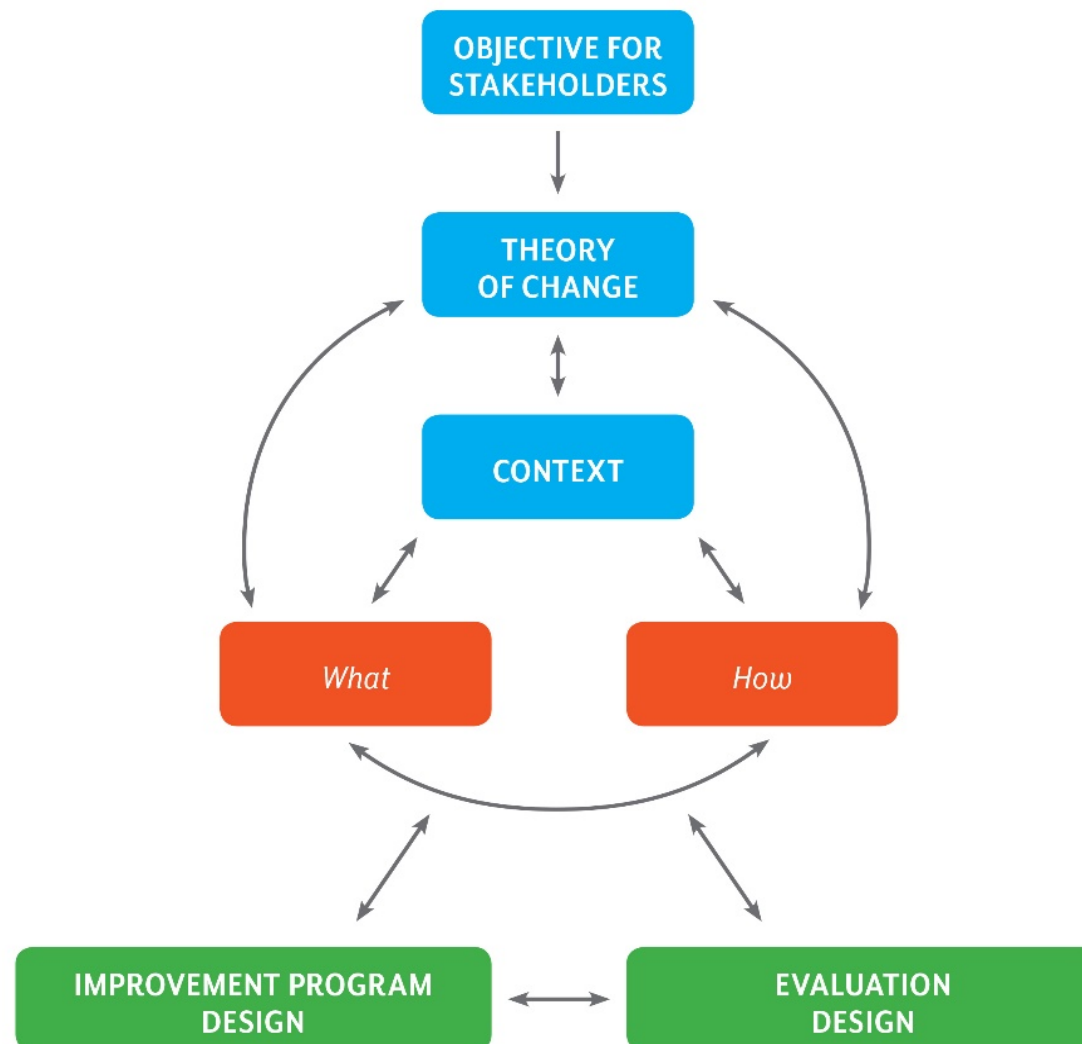 OBJECTIVE FOR
STAKEHOLDERS
THEORY
OF CHANGE
CONTEXT
What
How
IMPROVEMENT PROGRAM
DESIGN
EVALUATION
DESIGN